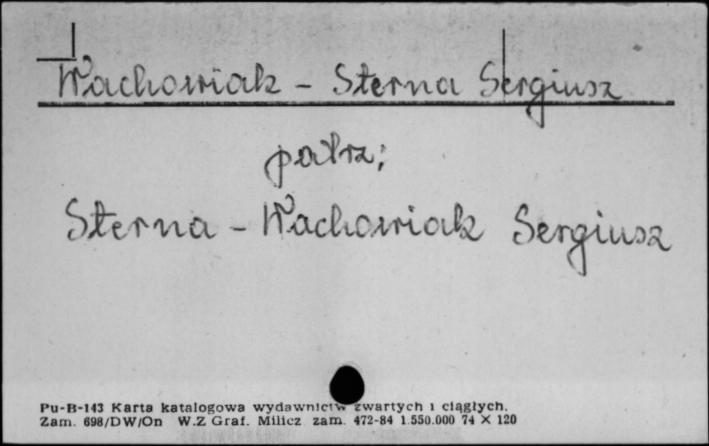 Wachowiak - Sterna Sergiusz
patrz:
Sterna - Wachowiak Sergiusz
Pu-B-143 Karta katalogowa wydawnictw zwartych i ciągłych.
Zam. 698/DW/On W.Z Graf. Milicz zam. 472-84 1.550.000 74 X 120